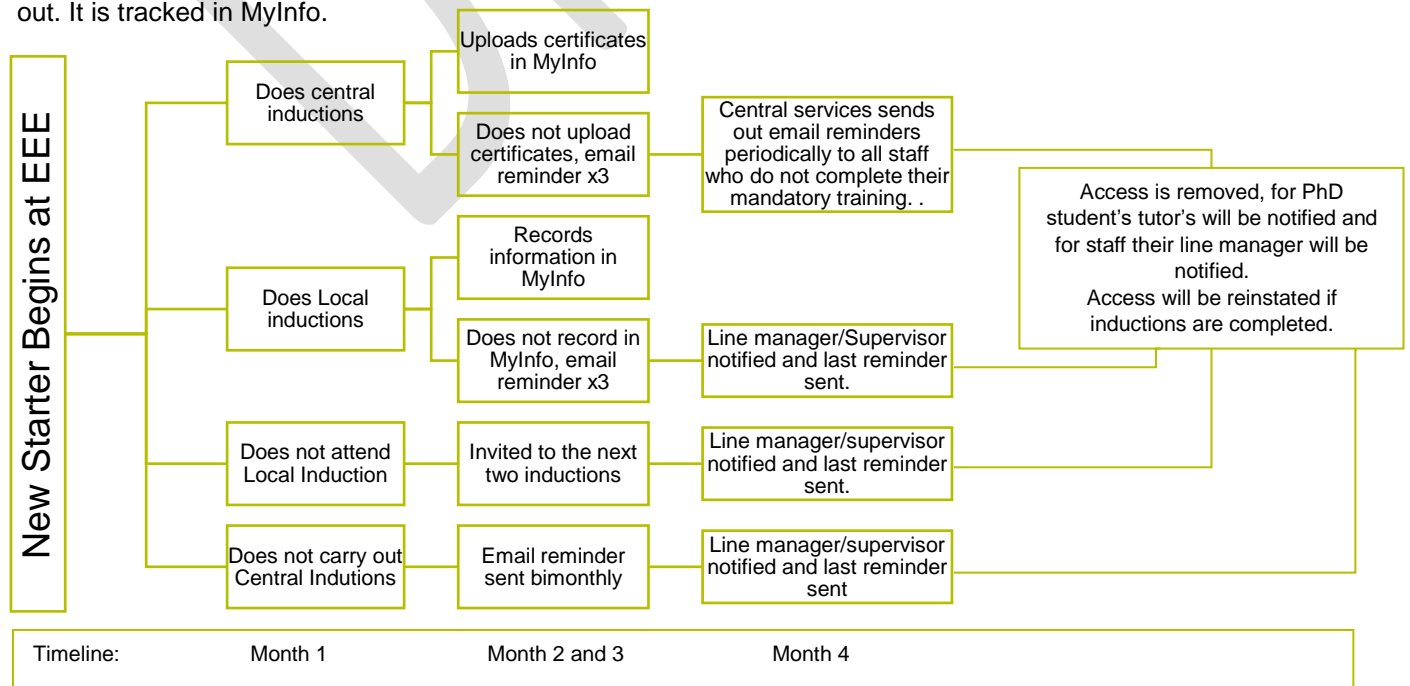 out. It is tracked in MyInfo.
New Starter Begins at EEE
Does central
inductions
Uploads certificates
in MyInfo
Does not upload
certificates, email
reminder x3
Central services sends
out email reminders
periodically to all staff
who do not complete their
mandatory training. .
Does Local
inductions
Records
information in
MyInfo
Does not record in
MyInfo, email
reminder x3
Line manager/Supervisor
notified and last reminder
sent.
Does not attend
Local Induction
Invited to the next
two inductions
Line manager/supervisor
notified and last reminder
sent.
Does not carry out
Central Indutions
Email reminder
sent bimonthly
Line manager/supervisor
notified and last reminder
sent
Access is removed, for PhD
student’s tutor’s will be notified and
for staff their line manager will be
notified.
Access will be reinstated if
inductions are completed.
Timeline: Month 1 Month 2 and 3 Month 4